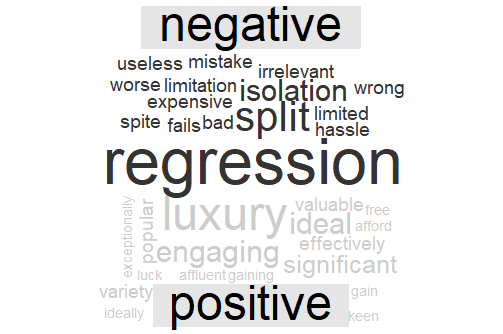 negative
useless mistake irrelevant
worse limitation isolation wrong
expensive split limited
spite fails bad hassle
regression
exceptionally popular luxury valuable free
ideal afford
engaging effectively
luck affluent gaining significant
variety gain
ideally positive keen